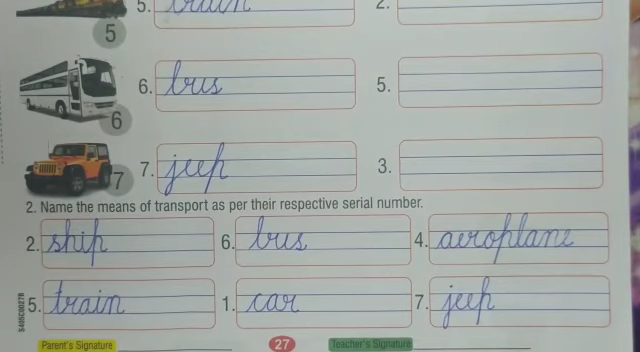 5. train 2.
5
6. bus 5.
6
7. jeep 3.
7
2. Name the means of transport as per their respective serial number.
2. ship 6. bus 4. aeroplane
5. train 1. car 7. jeep
Parent's Signature 27 Teacher's Signature